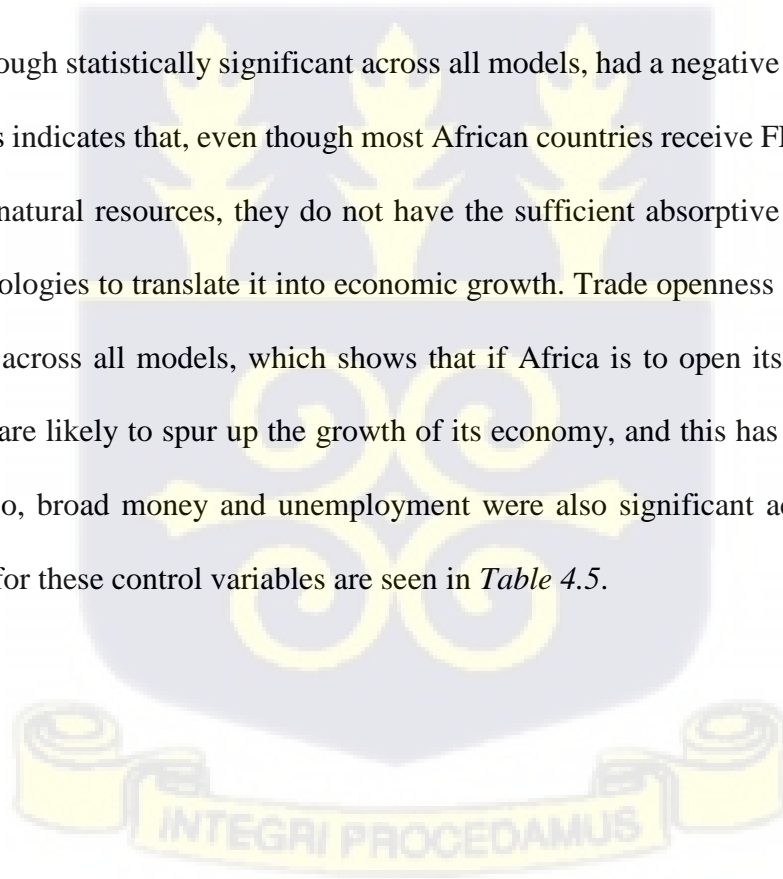 ough statistically significant across all models, had a negative
s indicates that, even though most African countries receive FI
natural resources, they do not have the sufficient absorptive
ologies to translate it into economic growth. Trade openness
across all models, which shows that if Africa is to open its
are likely to spur up the growth of its economy, and this has
o, broad money and unemployment were also significant ac
for these control variables are seen in Table 4.5.
INTEGRI PROCEDAMUS